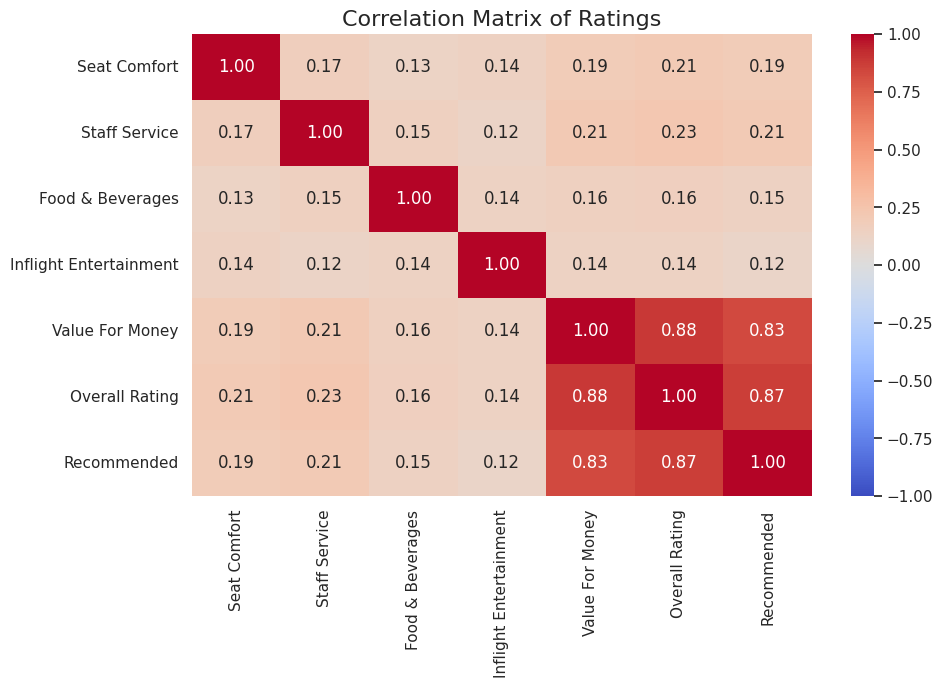 Correlation Matrix of Ratings
Seat Comfort 1.00 0.17 0.13 0.14 0.19 0.21 0.19
Staff Service 0.17 1.00 0.15 0.12 0.21 0.23 0.21
Food & Beverages 0.13 0.15 1.00 0.14 0.16 0.16 0.15
Inflight Entertainment 0.14 0.12 0.14 1.00 0.14 0.14 0.12
Value For Money 0.19 0.21 0.16 0.14 1.00 0.88 0.83
Overall Rating 0.21 0.23 0.16 0.14 0.88 1.00 0.87
Recommended 0.19 0.21 0.15 0.12 0.83 0.87 1.00
Seat Comfort
Staff Service
Food & Beverages
Inflight Entertainment
Value For Money
Overall Rating
Recommended
1.00
0.75
0.50
0.25
0.00
−0.25
−0.50
−0.75
−1.00